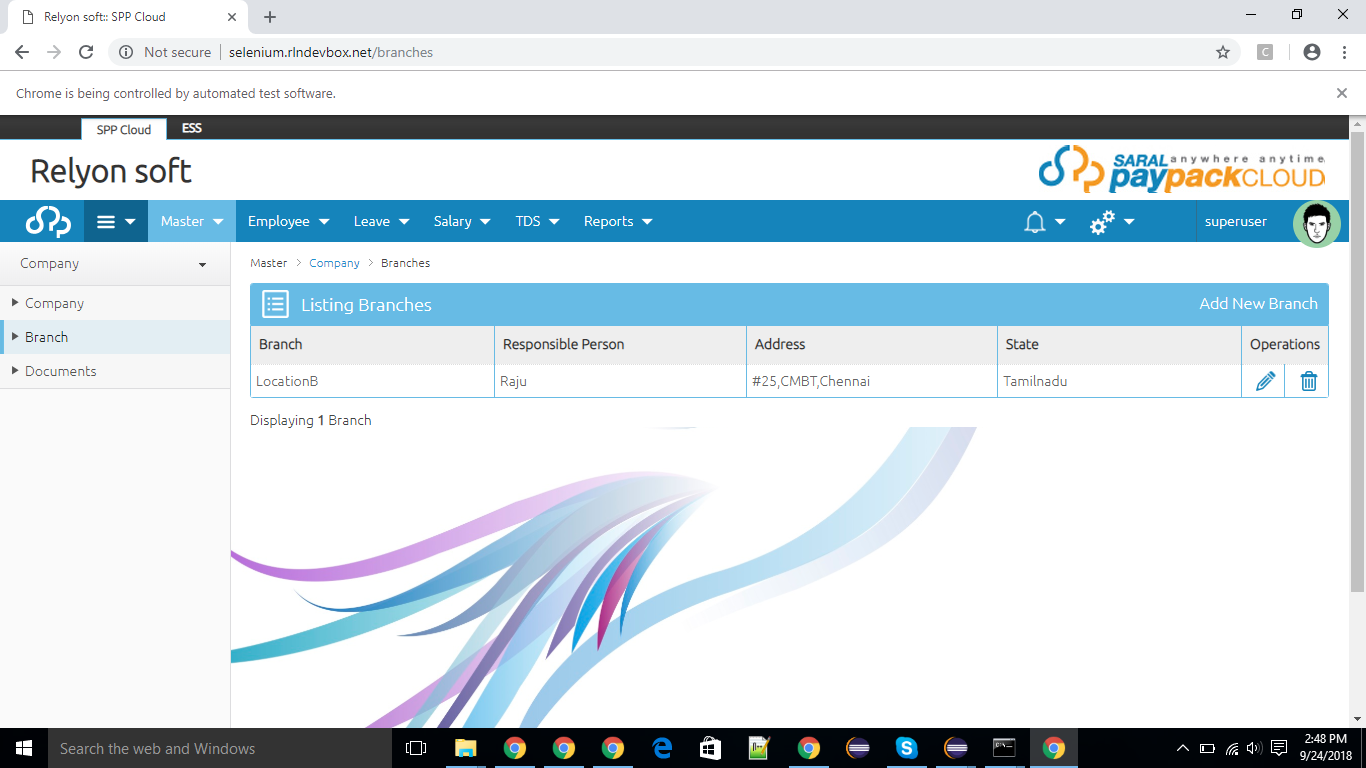 Relyon soft:: SPP Cloud
Not secure | selenium.rlndevbox.net/branches
C
Chrome is being controlled by automated test software.
SPP Cloud ESS
Relyon soft
SARAL anywhere anytime
paypackCLOUD
Master Employee Leave Salary TDS Reports superuser
Company
Company
Branch
Documents
Master > Company > Branches
Listing Branches Add New Branch
Branch Responsible Person Address State Operations
LocationB Raju #25,CMBT,Chennai Tamilnadu
Displaying 1 Branch
Search the web and Windows
2:48 PM
9/24/2018